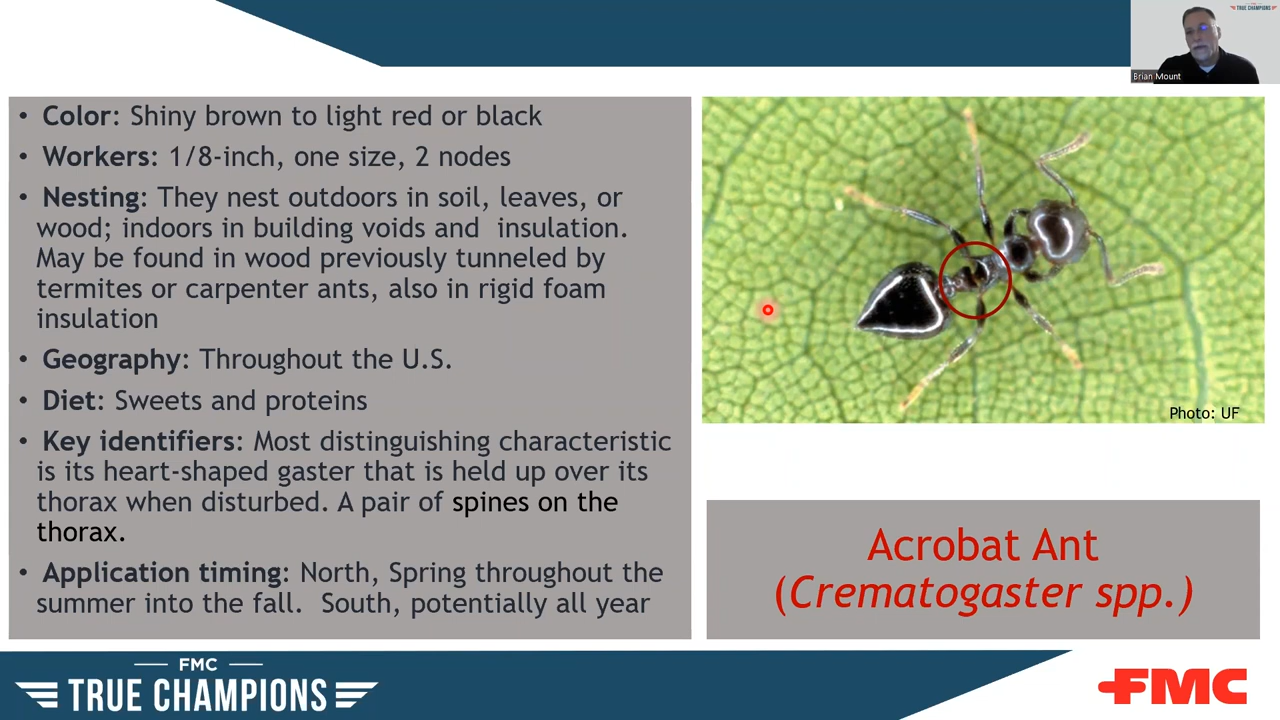 TRUE CHAMPIONS
Brian Mount
• Color: Shiny brown to light red or black
• Workers: 1/8-inch, one size, 2 nodes
• Nesting: They nest outdoors in soil, leaves, or
wood; indoors in building voids and  insulation.
May be found in wood previously tunneled by
termites or carpenter ants, also in rigid foam
insulation
• Geography: Throughout the U.S.
• Diet: Sweets and proteins
• Key identifiers: Most distinguishing characteristic
is its heart-shaped gaster that is held up over its
thorax when disturbed. A pair of spines on the
thorax.
• Application timing: North, Spring throughout the
summer into the fall.  South, potentially all year
Photo: UF
Acrobat Ant
(Crematogaster spp.)
FMC
TRUE CHAMPIONS
FMC